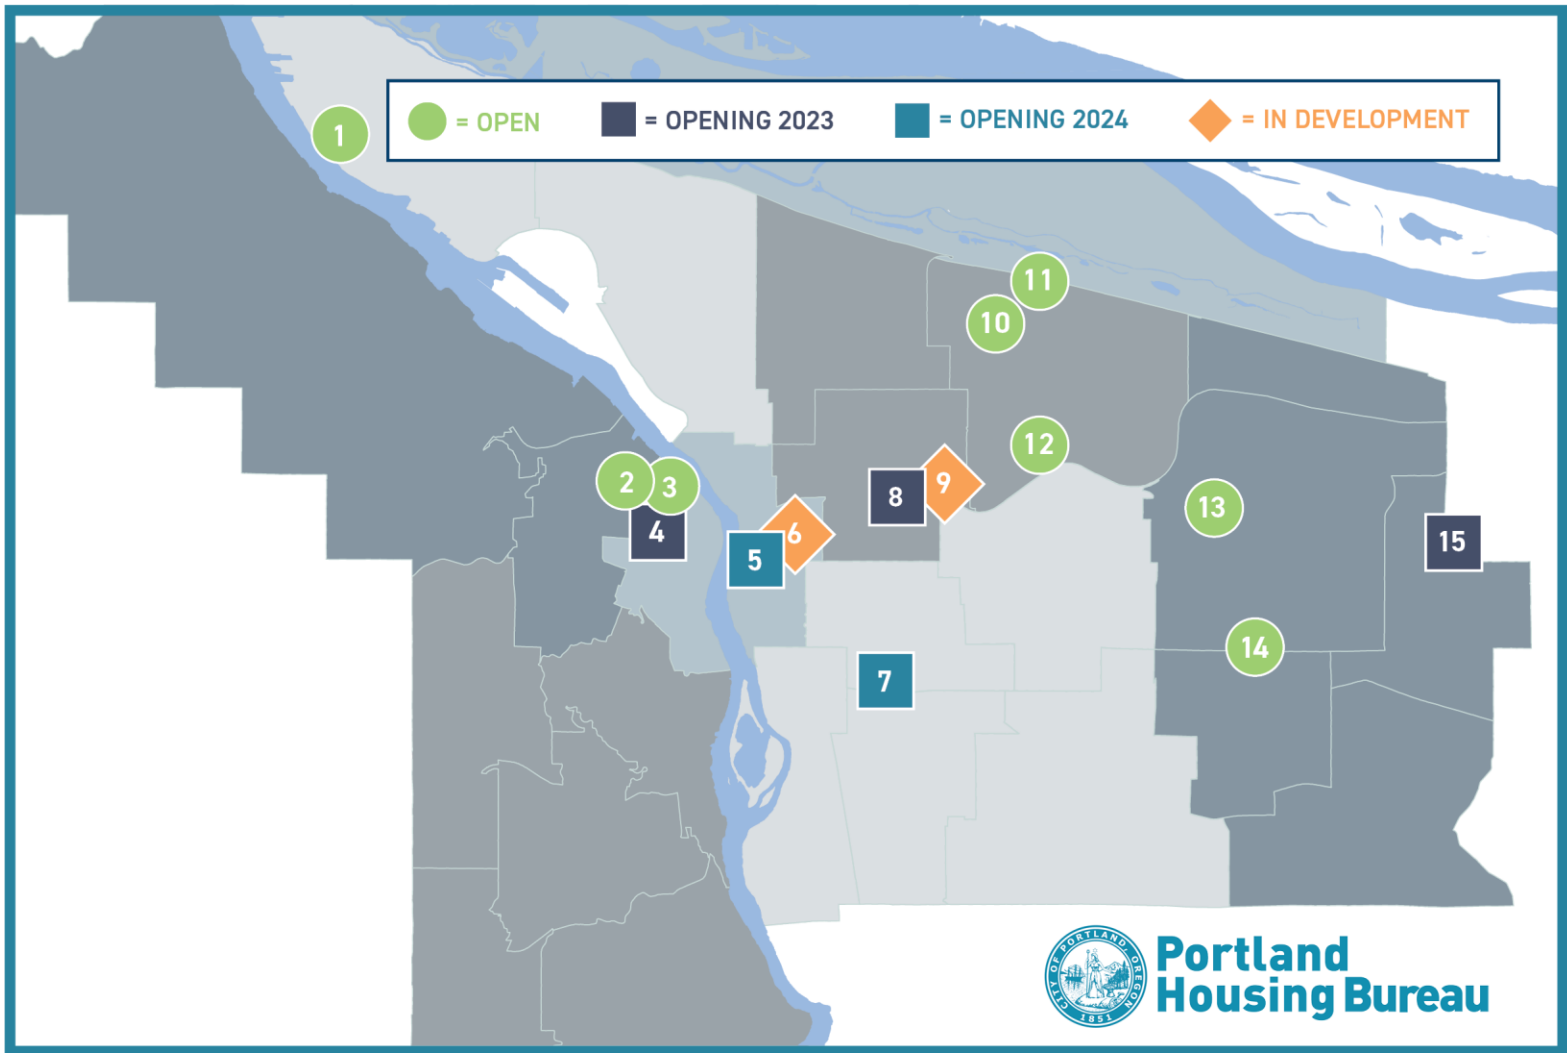 = OPEN
= OPENING 2023
= OPENING 2024
= IN DEVELOPMENT
1
11
10
12
2
3
9
8
13
4
6
5
15
14
7
CITY OF PORTLAND, OREGON
1851
Portland
Housing Bureau